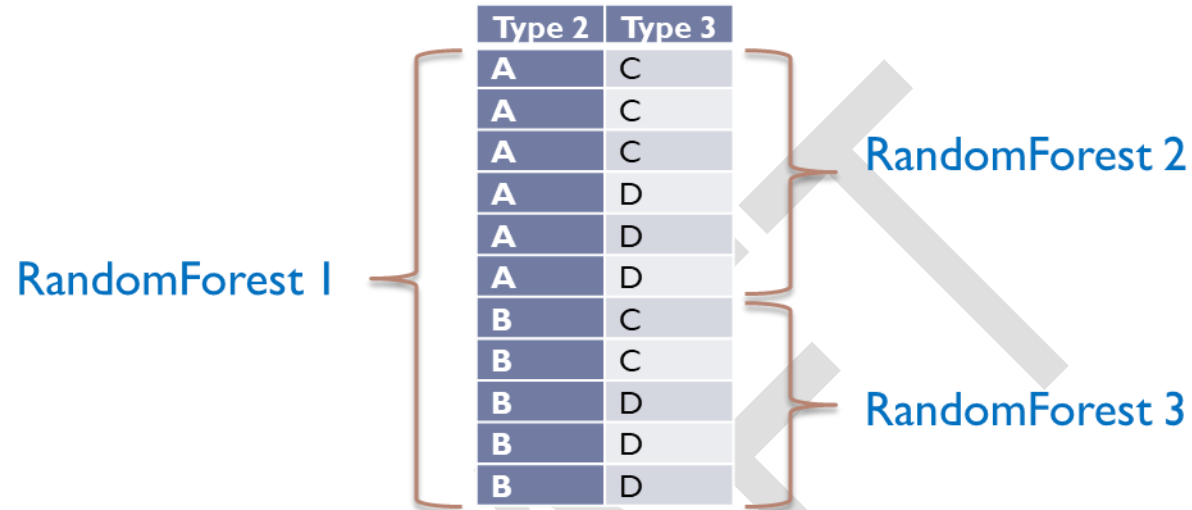 Type 2 Type 3
A C
A C
A C
A D
A D
A D
B C
B C
B D
B D
B D
RandomForest 1
RandomForest 2
RandomForest 3